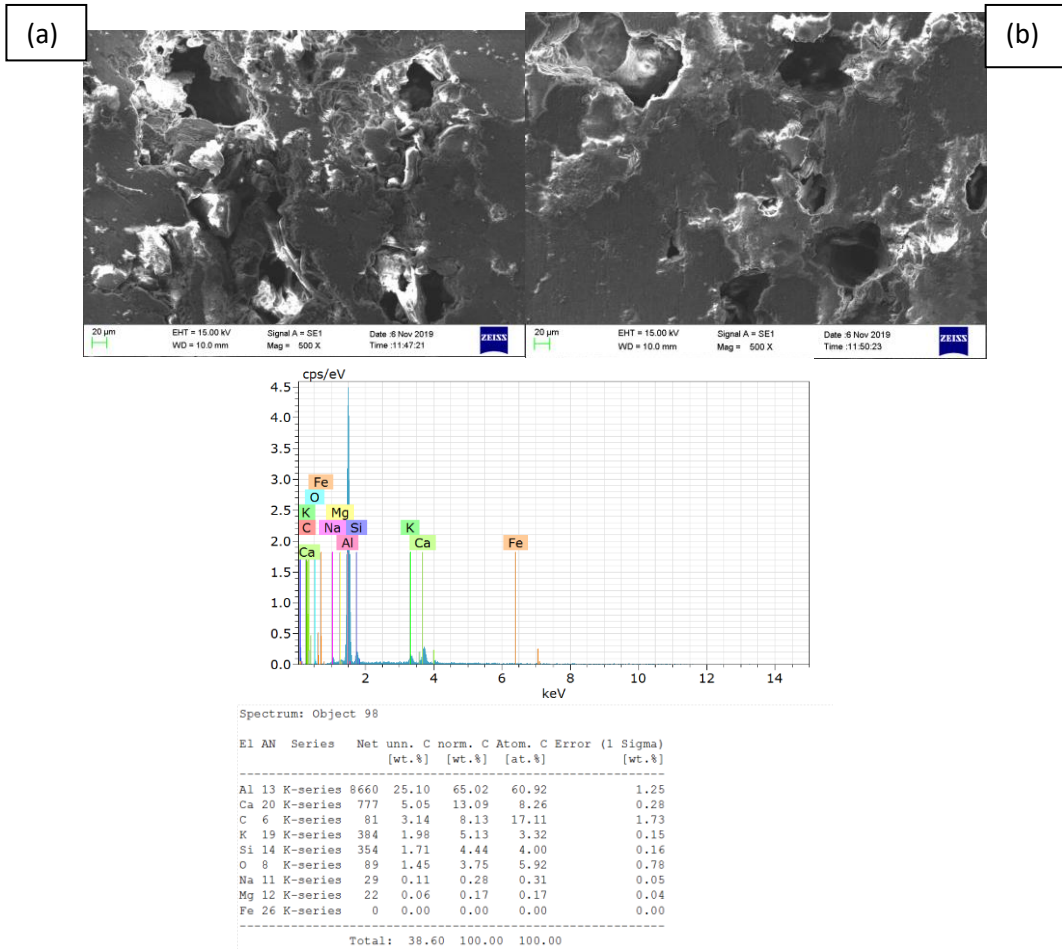 (a)
(b)
20 µm EHT = 15.00 kV Signal A = SE1 Date :6 Nov 2019 ZEISS
WD = 10.0 mm Mag = 500 X Time :11:47:21
20 µm EHT = 15.00 kV Signal A = SE1 Date :6 Nov 2019 ZEISS
WD = 10.0 mm Mag = 500 X Time :11:50:23
cps/eV
4.5
4.0
3.5
3.0
2.5
2.0
1.5
1.0
0.5
0.0
Fe
O
K Mg
C Na Si K
Ca Al Ca Fe
2 4 6 8 10 12 14
keV
Spectrum: Object 98
El AN Series Net unn. C norm. C Atom. C Error (1 Sigma)
[wt.%] [wt.%] [at.%] [wt.%]
Al 13 K-series 8660 25.10 65.02 60.92 1.25
Ca 20 K-series 777 5.05 13.09 8.26 0.28
C 6 K-series 81 3.14 8.13 17.11 1.73
K 19 K-series 384 1.98 5.13 3.32 0.15
Si 14 K-series 354 1.71 4.44 4.00 0.16
O 8 K-series 89 1.45 3.75 5.92 0.78
Na 11 K-series 29 0.11 0.28 0.31 0.05
Mg 12 K-series 22 0.06 0.17 0.17 0.04
Fe 26 K-series 0 0.00 0.00 0.00 0.00
Total: 38.60 100.00 100.00